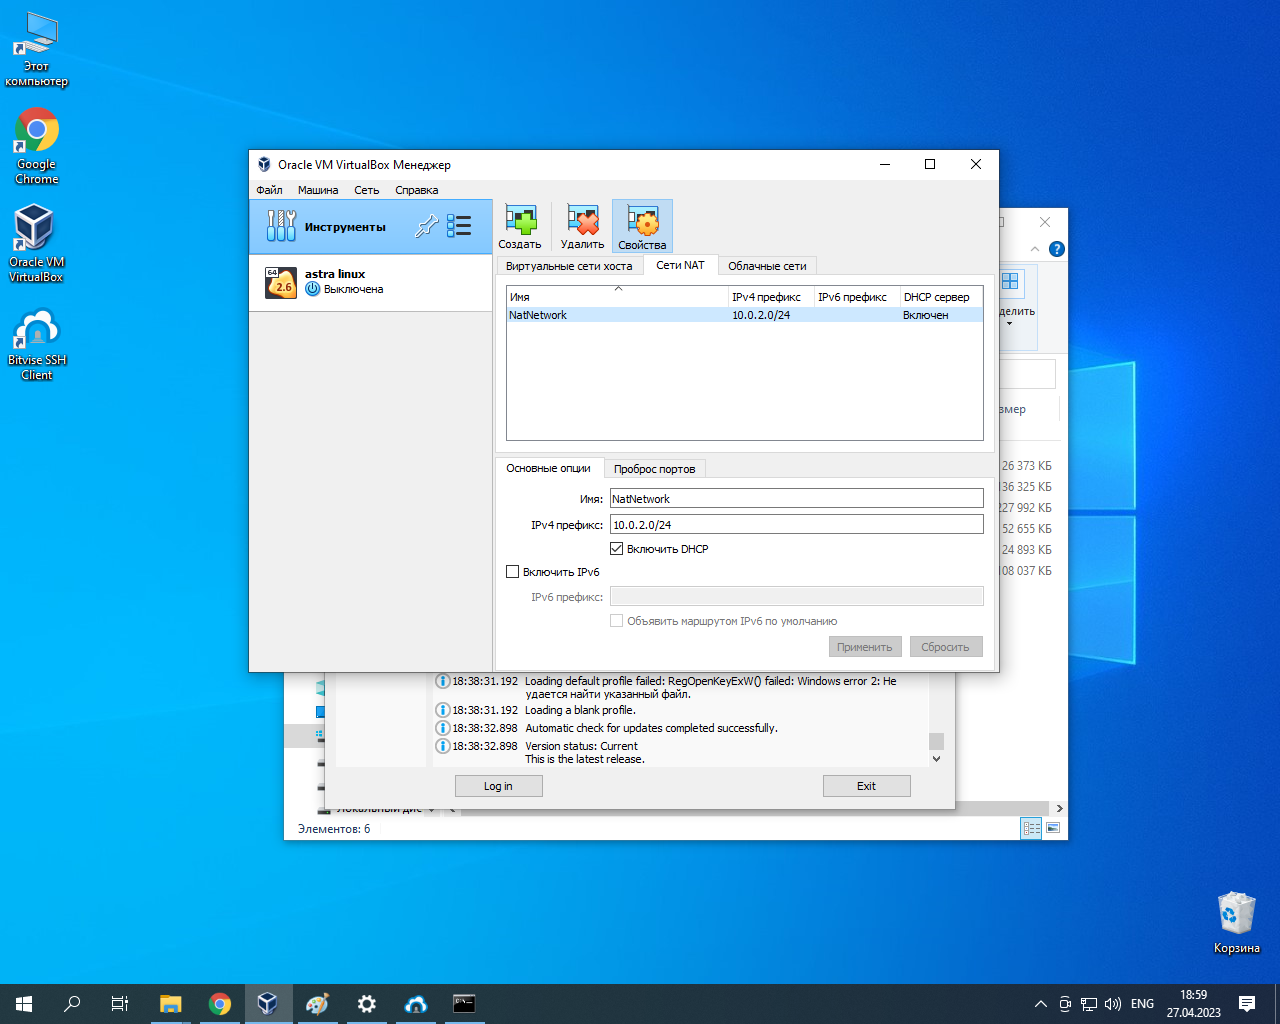 Этот
компьютер
Google
Chrome
Oracle VM
VirtualBox
Bitvise SSH
Client
Oracle VM VirtualBox Менеджер
Файл Машина Сеть Справка
Инструменты
64
2.6
astra linux
Выключена
Создать Удалить Свойства
Виртуальные сети хоста Сети NAT Облачные сети
Имя IPv4 префикс IPv6 префикс DHCP сервер
NatNetwork 10.0.2.0/24 Включен
Основные опции Проброс портов
Имя: NatNetwork
IPv4 префикс: 10.0.2.0/24
Включить DHCP
Включить IPv6
IPv6 префикс:
Объявить маршрутом IPv6 по умолчанию
Применить Сбросить
делить
змер
26 373 КБ
36 325 КБ
227 992 КБ
52 655 КБ
24 893 КБ
08 037 КБ
18:38:31.192 Loading default profile failed: RegOpenKeyExW() failed: Windows error 2: Не
удается найти указанный файл.
18:38:31.192 Loading a blank profile.
18:38:32.898 Automatic check for updates completed successfully.
18:38:32.898 Version status: Current
This is the latest release.
Log in Exit
Локальный дис
Элементов: 6
Корзина
ENG
18:59
27.04.2023